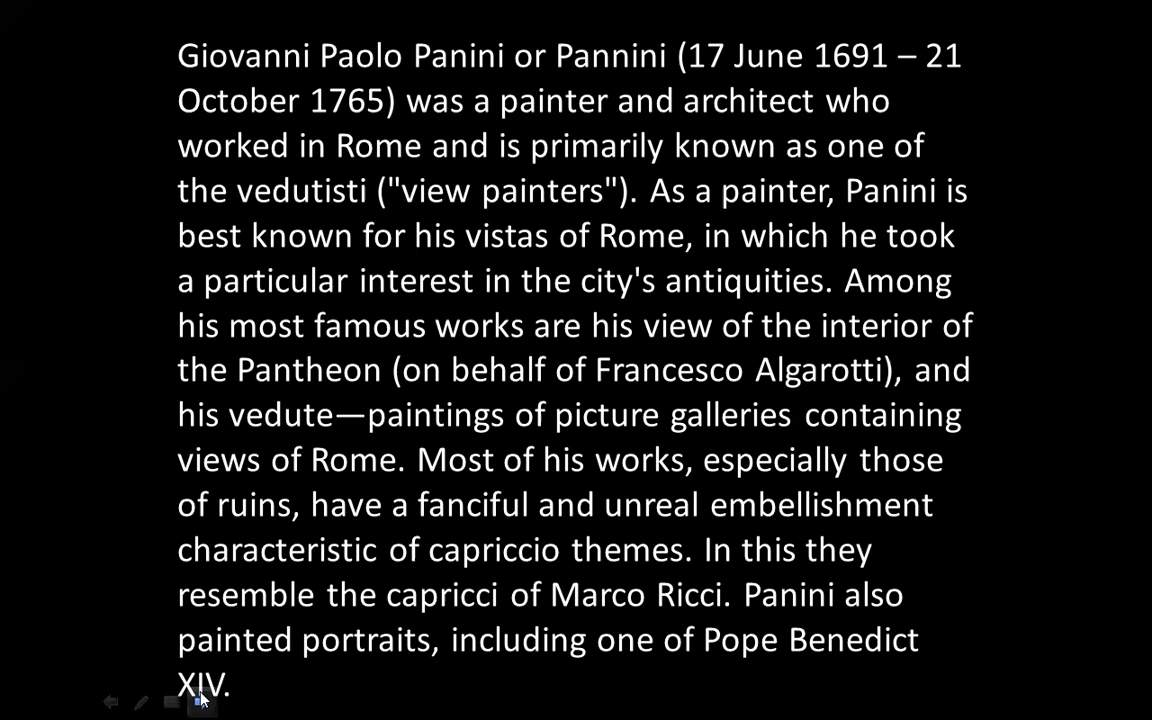 Giovanni Paolo Panini or Pannini (17 June 1691 – 21
October 1765) was a painter and architect who
worked in Rome and is primarily known as one of
the vedutisti ("view painters"). As a painter, Panini is
best known for his vistas of Rome, in which he took
a particular interest in the city's antiquities. Among
his most famous works are his view of the interior of
the Pantheon (on behalf of Francesco Algarotti), and
his vedute—paintings of picture galleries containing
views of Rome. Most of his works, especially those
of ruins, have a fanciful and unreal embellishment
characteristic of capriccio themes. In this they
resemble the capricci of Marco Ricci. Panini also
painted portraits, including one of Pope Benedict
XIV.